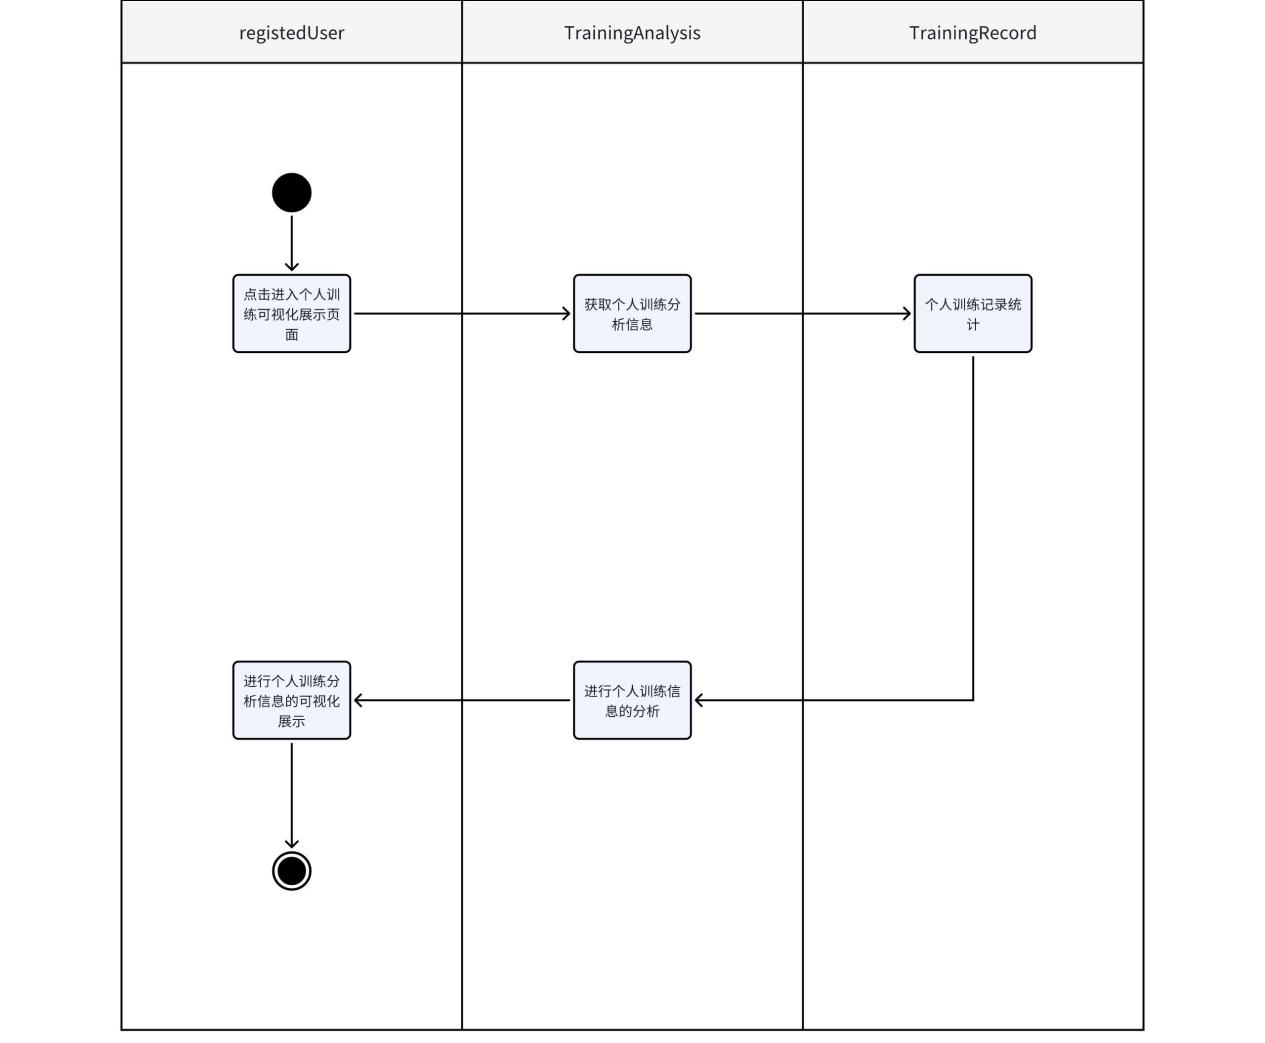 registedUser
TrainingAnalysis
TrainingRecord
点击进入个人训
练可视化展示页
面
获取个人训练分
析信息
个人训练记录统
计
进行个人训练分
析信息的可视化
展示
进行个人训练信
息的分析